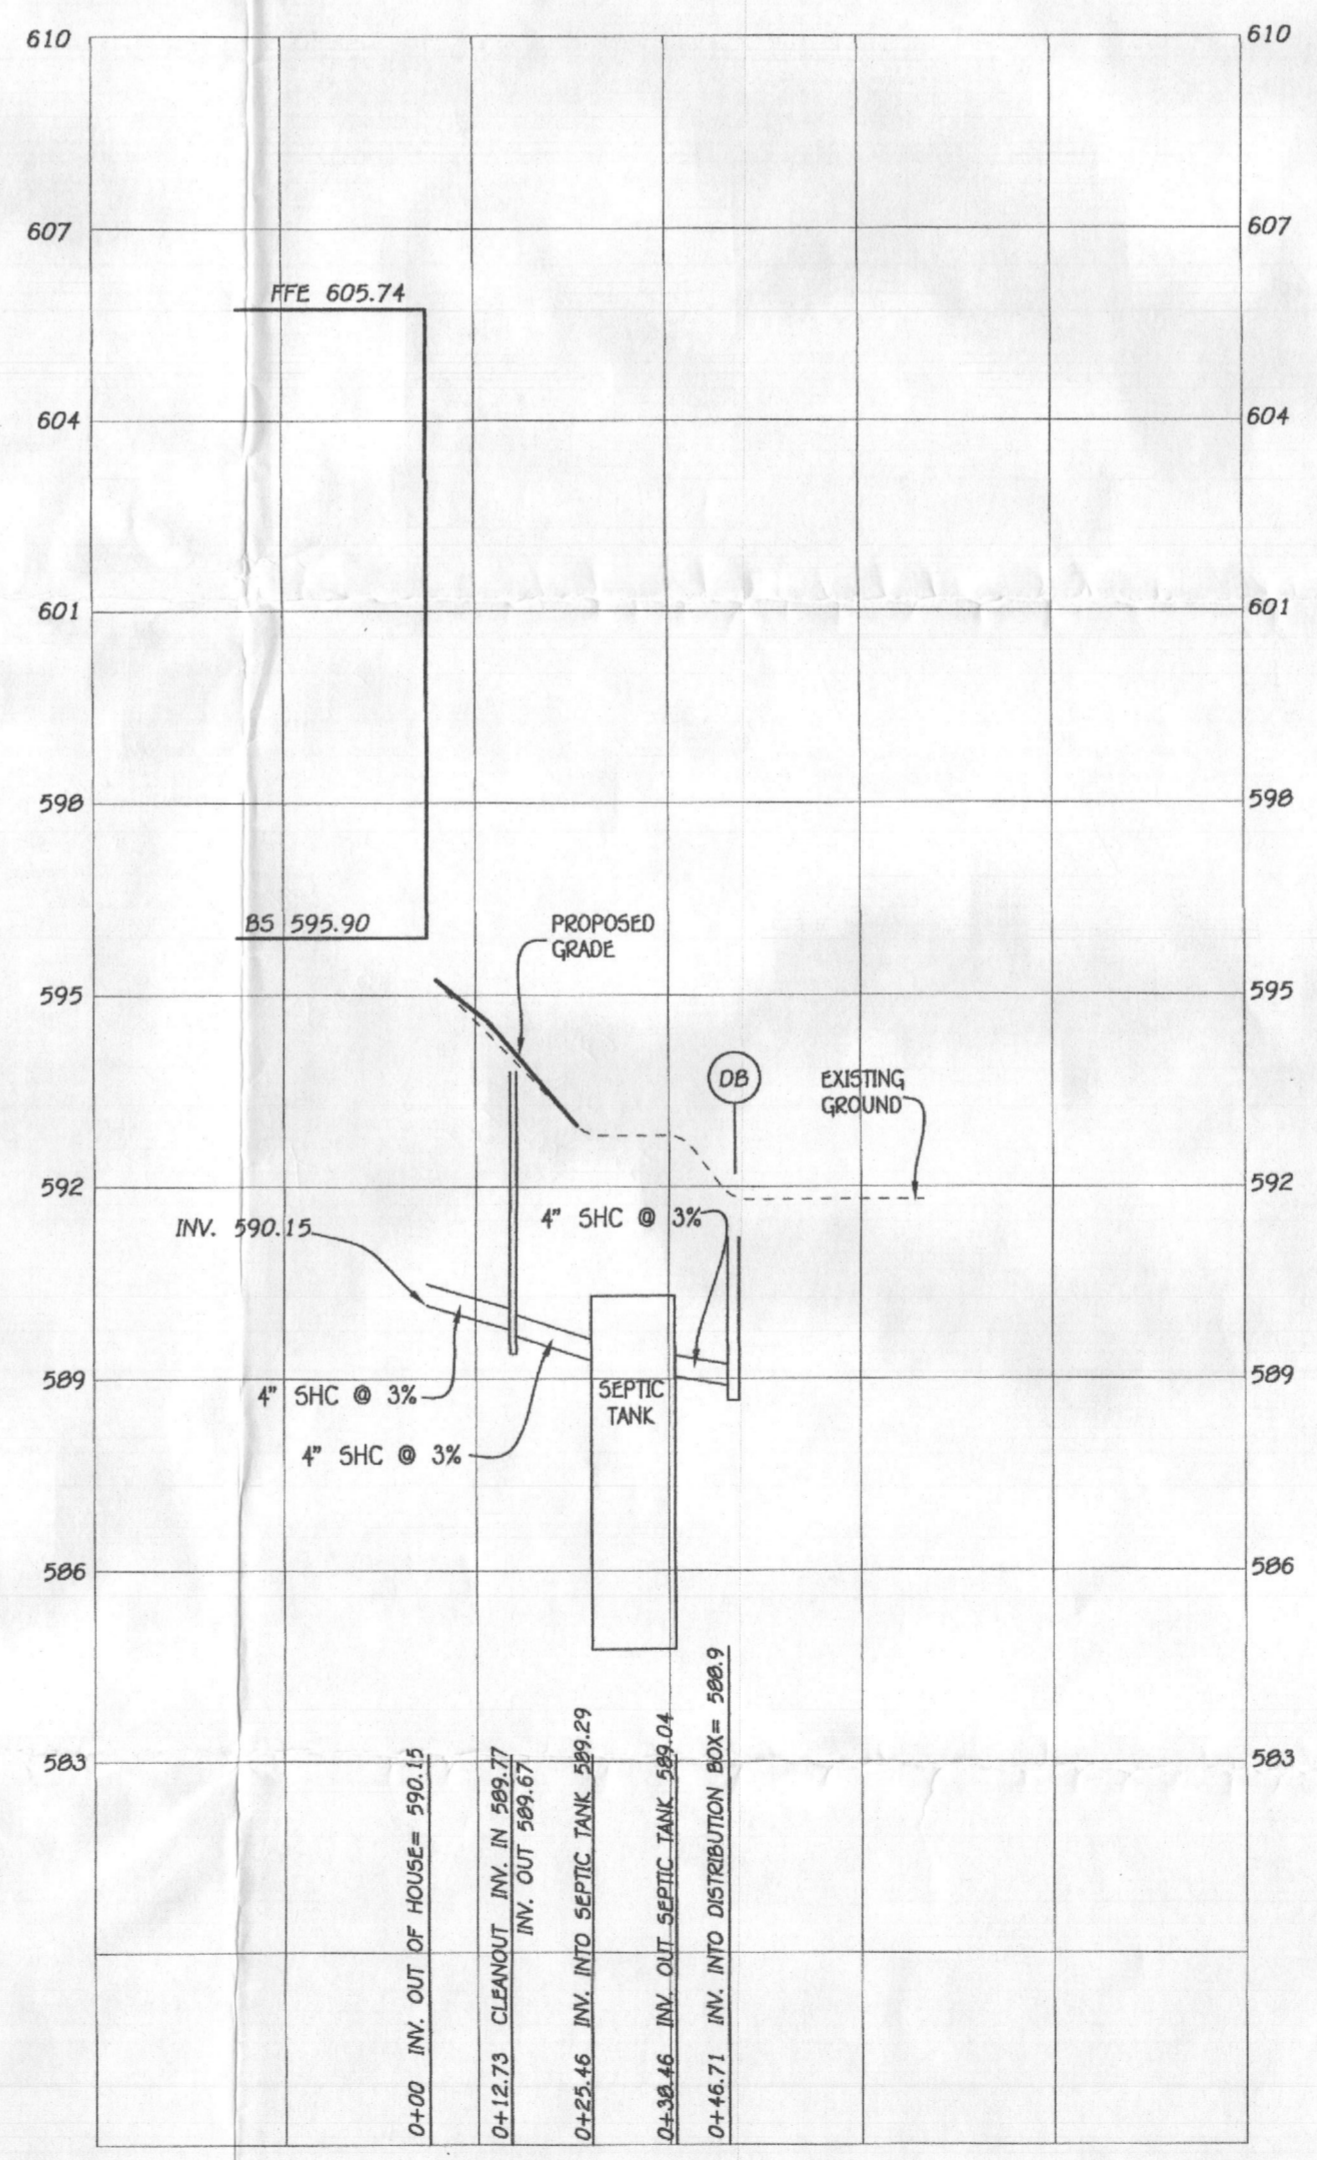 610
610
607
607
FFE 605.74
604
604
601
601
598
598
BS 595.90
PROPOSED
GRADE
595
595
DB
EXISTING
GROUND
592
592
4" SHC @ 3%
INV. 590.15
589
589
4" SHC @ 3%
SEPTIC
TANK
4" SHC @ 3%
586
586
583
583
0+00 INV. OUT OF HOUSE= 590.15
0+12.73 CLEANOUT INV. IN 589.77
INV. OUT 589.67
0+25.46 INV. INTO SEPTIC TANK 589.29
0+38.46 INV. OUT SEPTIC TANK 589.04
0+46.71 INV. INTO DISTRIBUTION BOX= 588.9